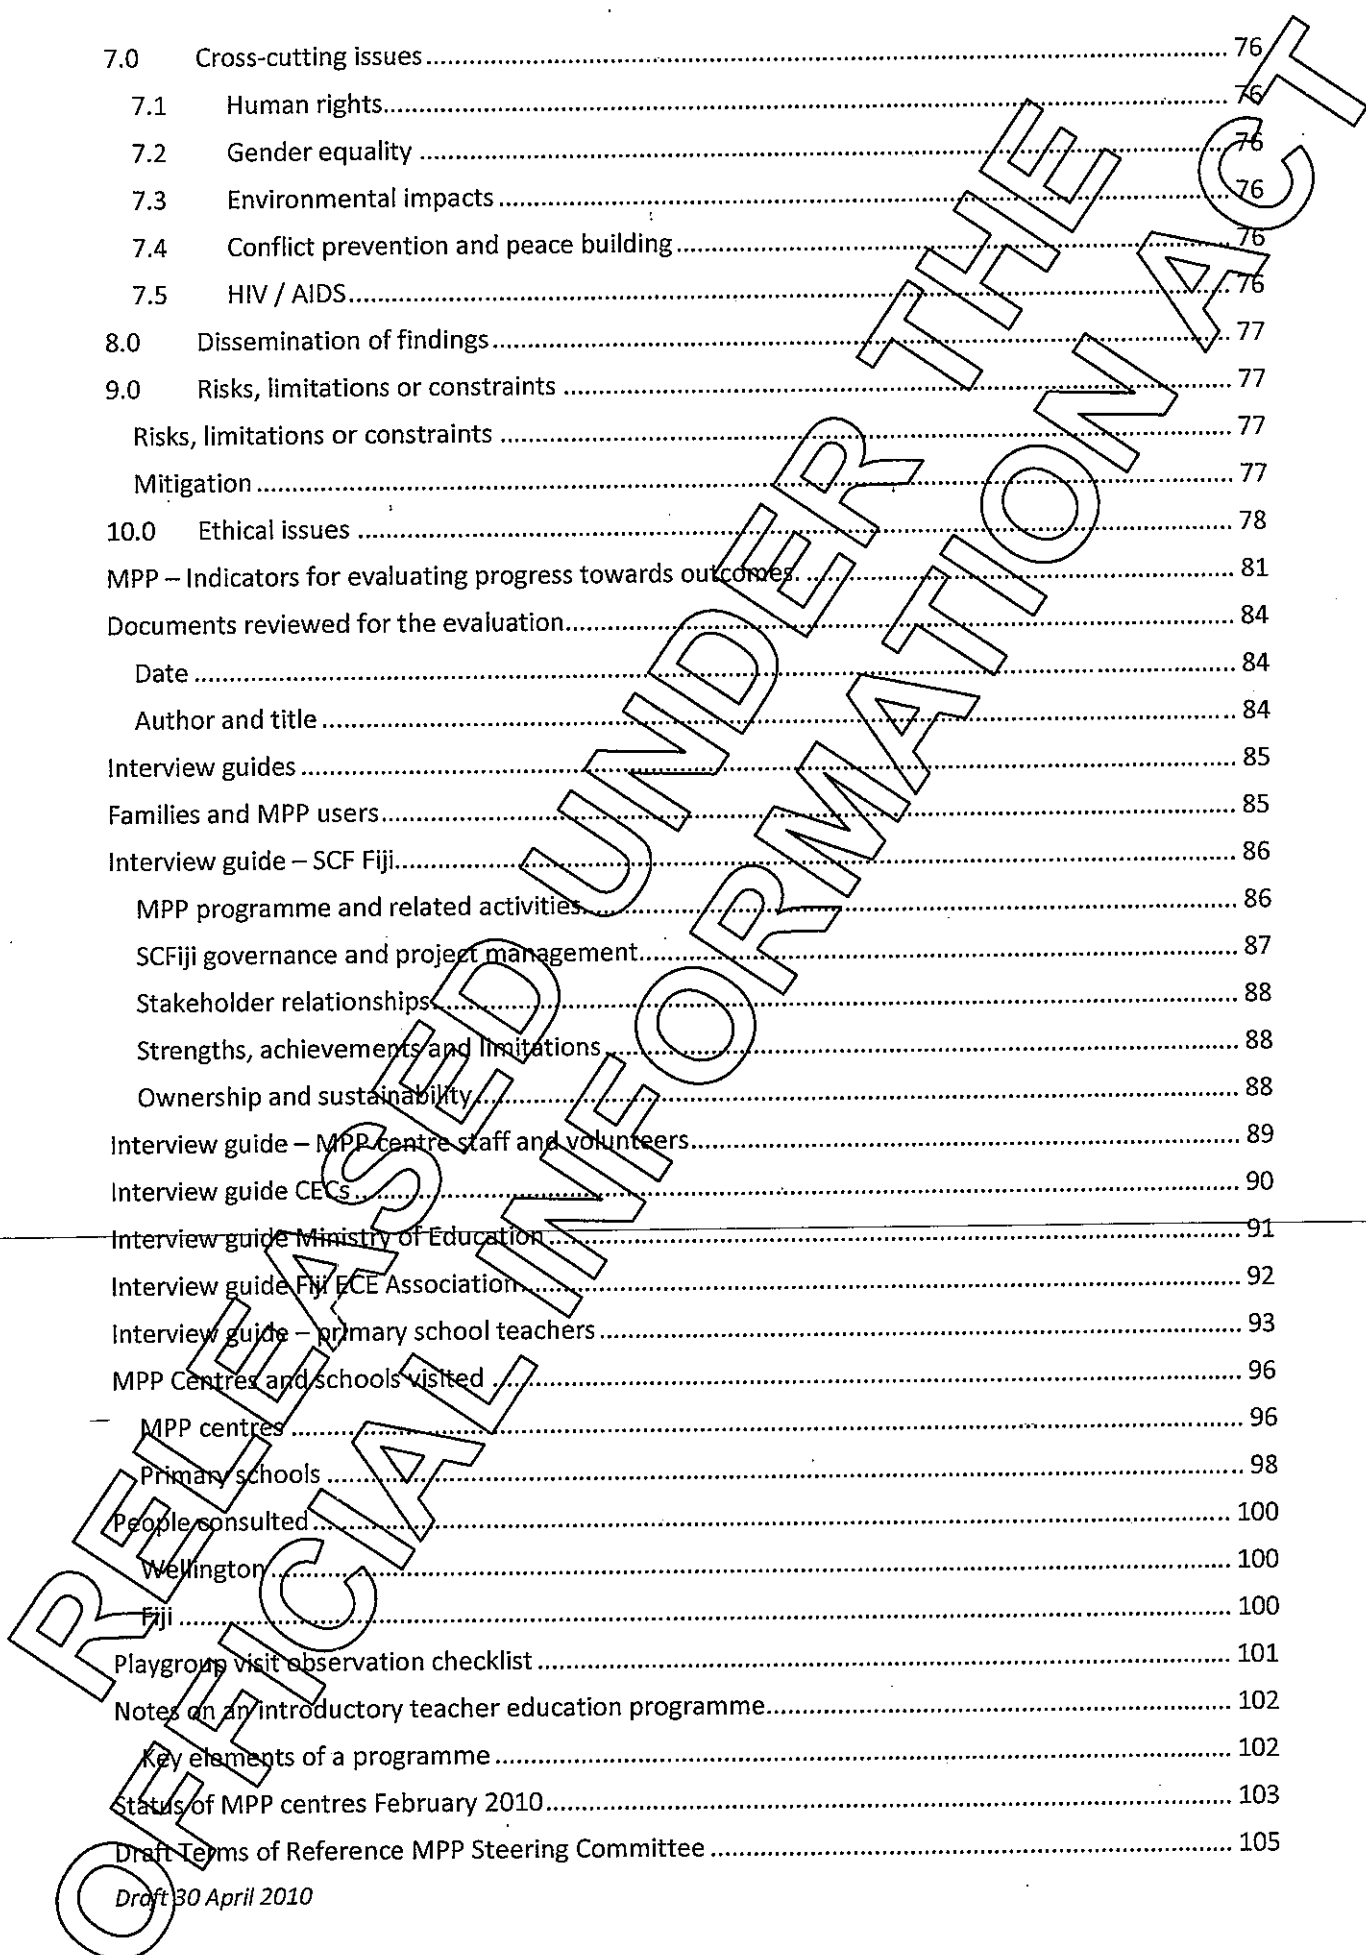 7.0 Cross-cutting issues 76
7.1 Human rights 76
7.2 Gender equality 76
7.3 Environmental impacts 76
7.4 Conflict prevention and peace building 76
7.5 HIV / AIDS 76
8.0 Dissemination of findings 77
9.0 Risks, limitations or constraints 77
Risks, limitations or constraints 77
Mitigation 77
10.0 Ethical issues 78
MPP – Indicators for evaluating progress towards outcomes. 81
Documents reviewed for the evaluation 84
Date 84
Author and title 84
Interview guides 85
Families and MPP users 85
Interview guide – SCF Fiji 86
MPP programme and related activities 86
SCFiji governance and project management 87
Stakeholder relationships 88
Strengths, achievements and limitations 88
Ownership and sustainability 88
Interview guide – MPP centre staff and volunteers 89
Interview guide CECs 90
Interview guide Ministry of Education 91
Interview guide Fiji ECE Association 92
Interview guide – primary school teachers 93
MPP Centres and schools visited 96
MPP centres 96
Primary schools 98
People consulted 100
Wellington 100
Fiji 100
Playgroup visit observation checklist 101
Notes on an introductory teacher education programme 102
Key elements of a programme 102
Status of MPP centres February 2010 103
Draft Terms of Reference MPP Steering Committee 105
Draft 30 April 2010
RELEASED UNDER THE
OFFICIAL INFORMATION ACT